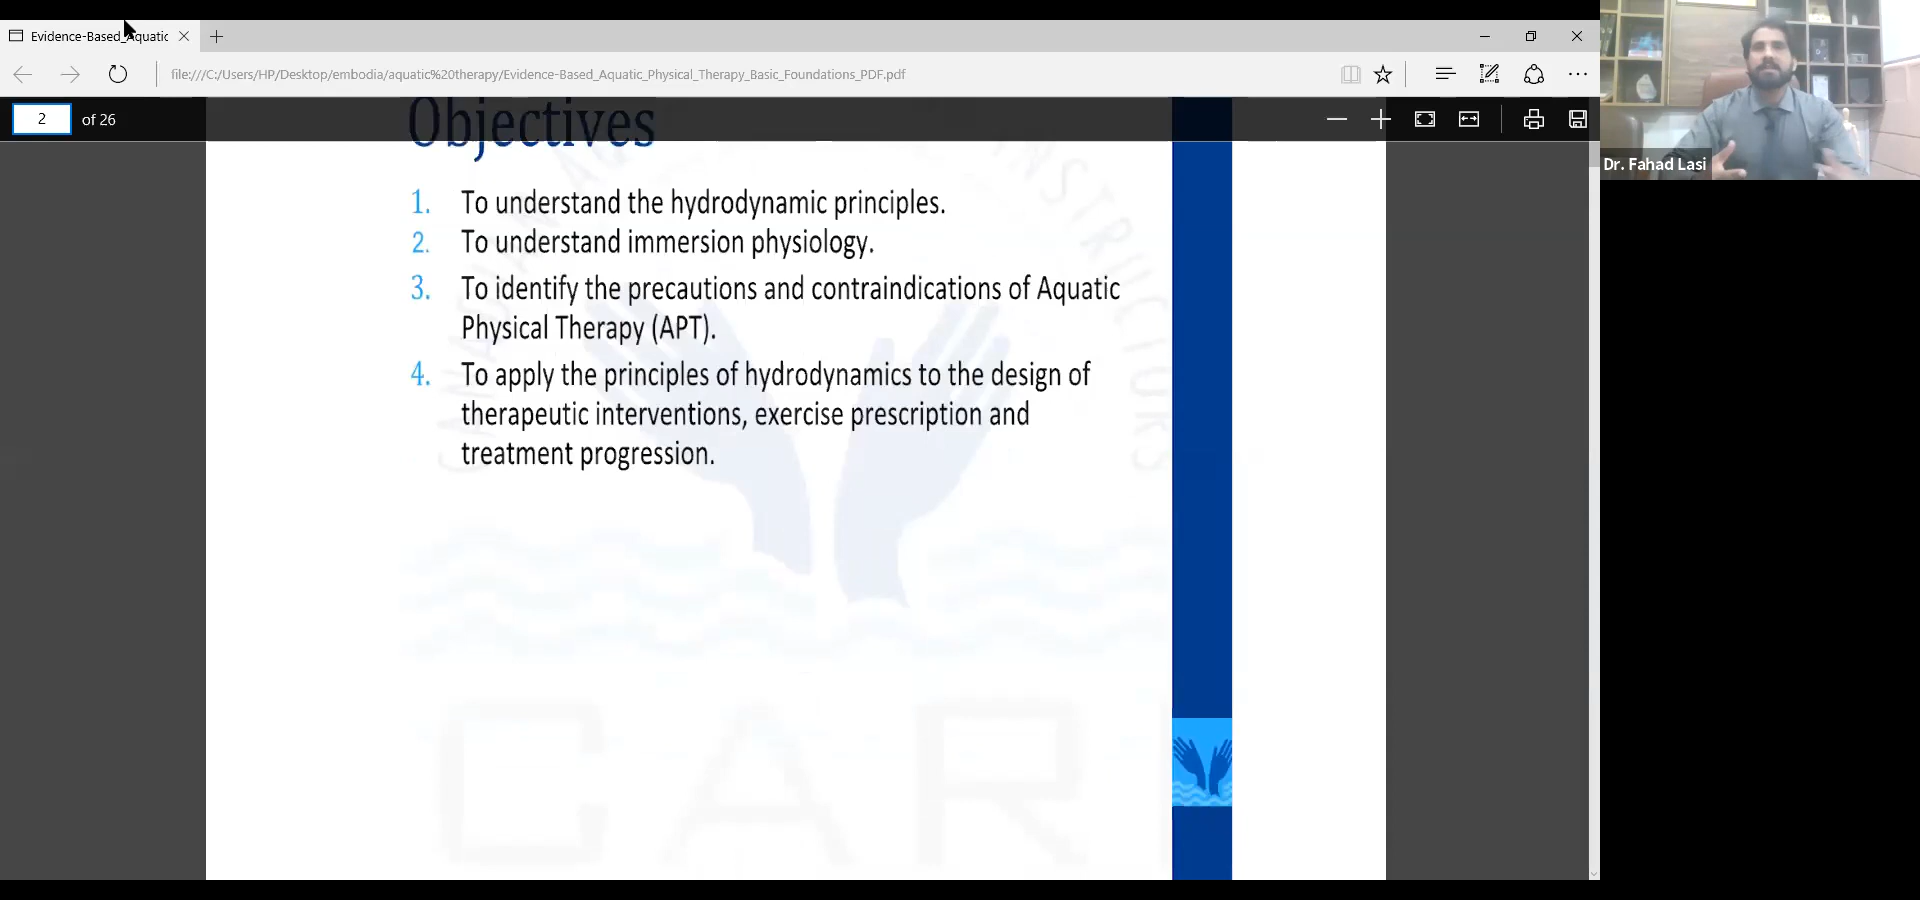 Evidence-Based_Aquatic
file:///C:/Users/HP/Desktop/embodia/aquatic%20therapy/Evidence-Based_Aquatic_Physical_Therapy_Basic_Foundations_PDF.pdf
2 of 26
Dr. Fahad Lasi
Objectives
1. To understand the hydrodynamic principles.
2. To understand immersion physiology.
3. To identify the precautions and contraindications of Aquatic
Physical Therapy (APT).
4. To apply the principles of hydrodynamics to the design of
therapeutic interventions, exercise prescription and
treatment progression.
INSTRUCTORS
CAR